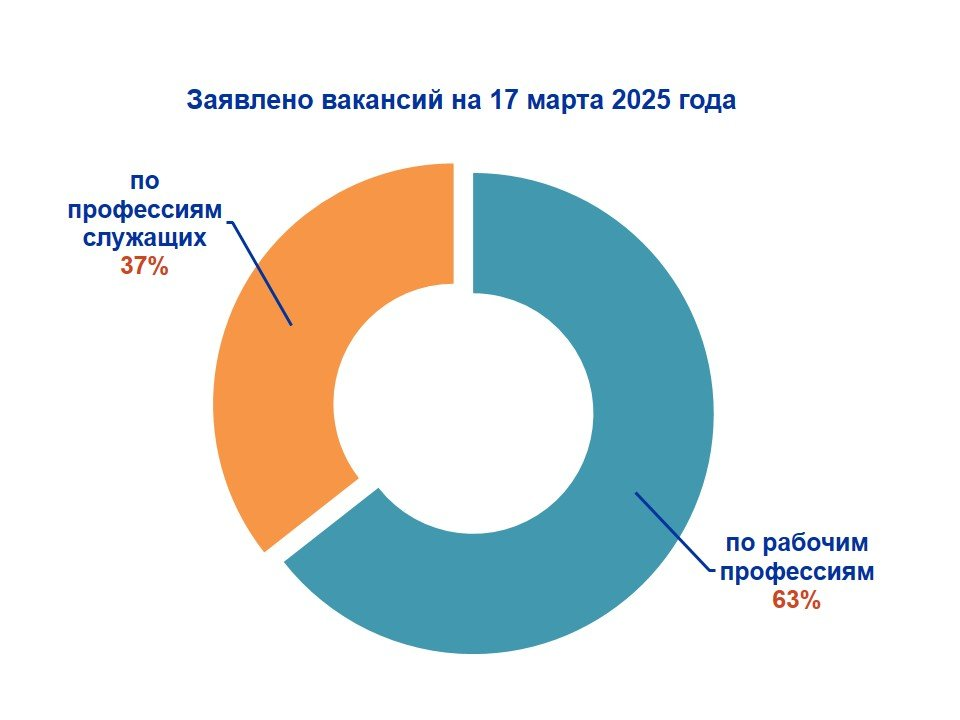 Заявлено вакансий на 17 марта 2025 года
по
профессиям
служащих
37%
по рабочим
профессиям
63%